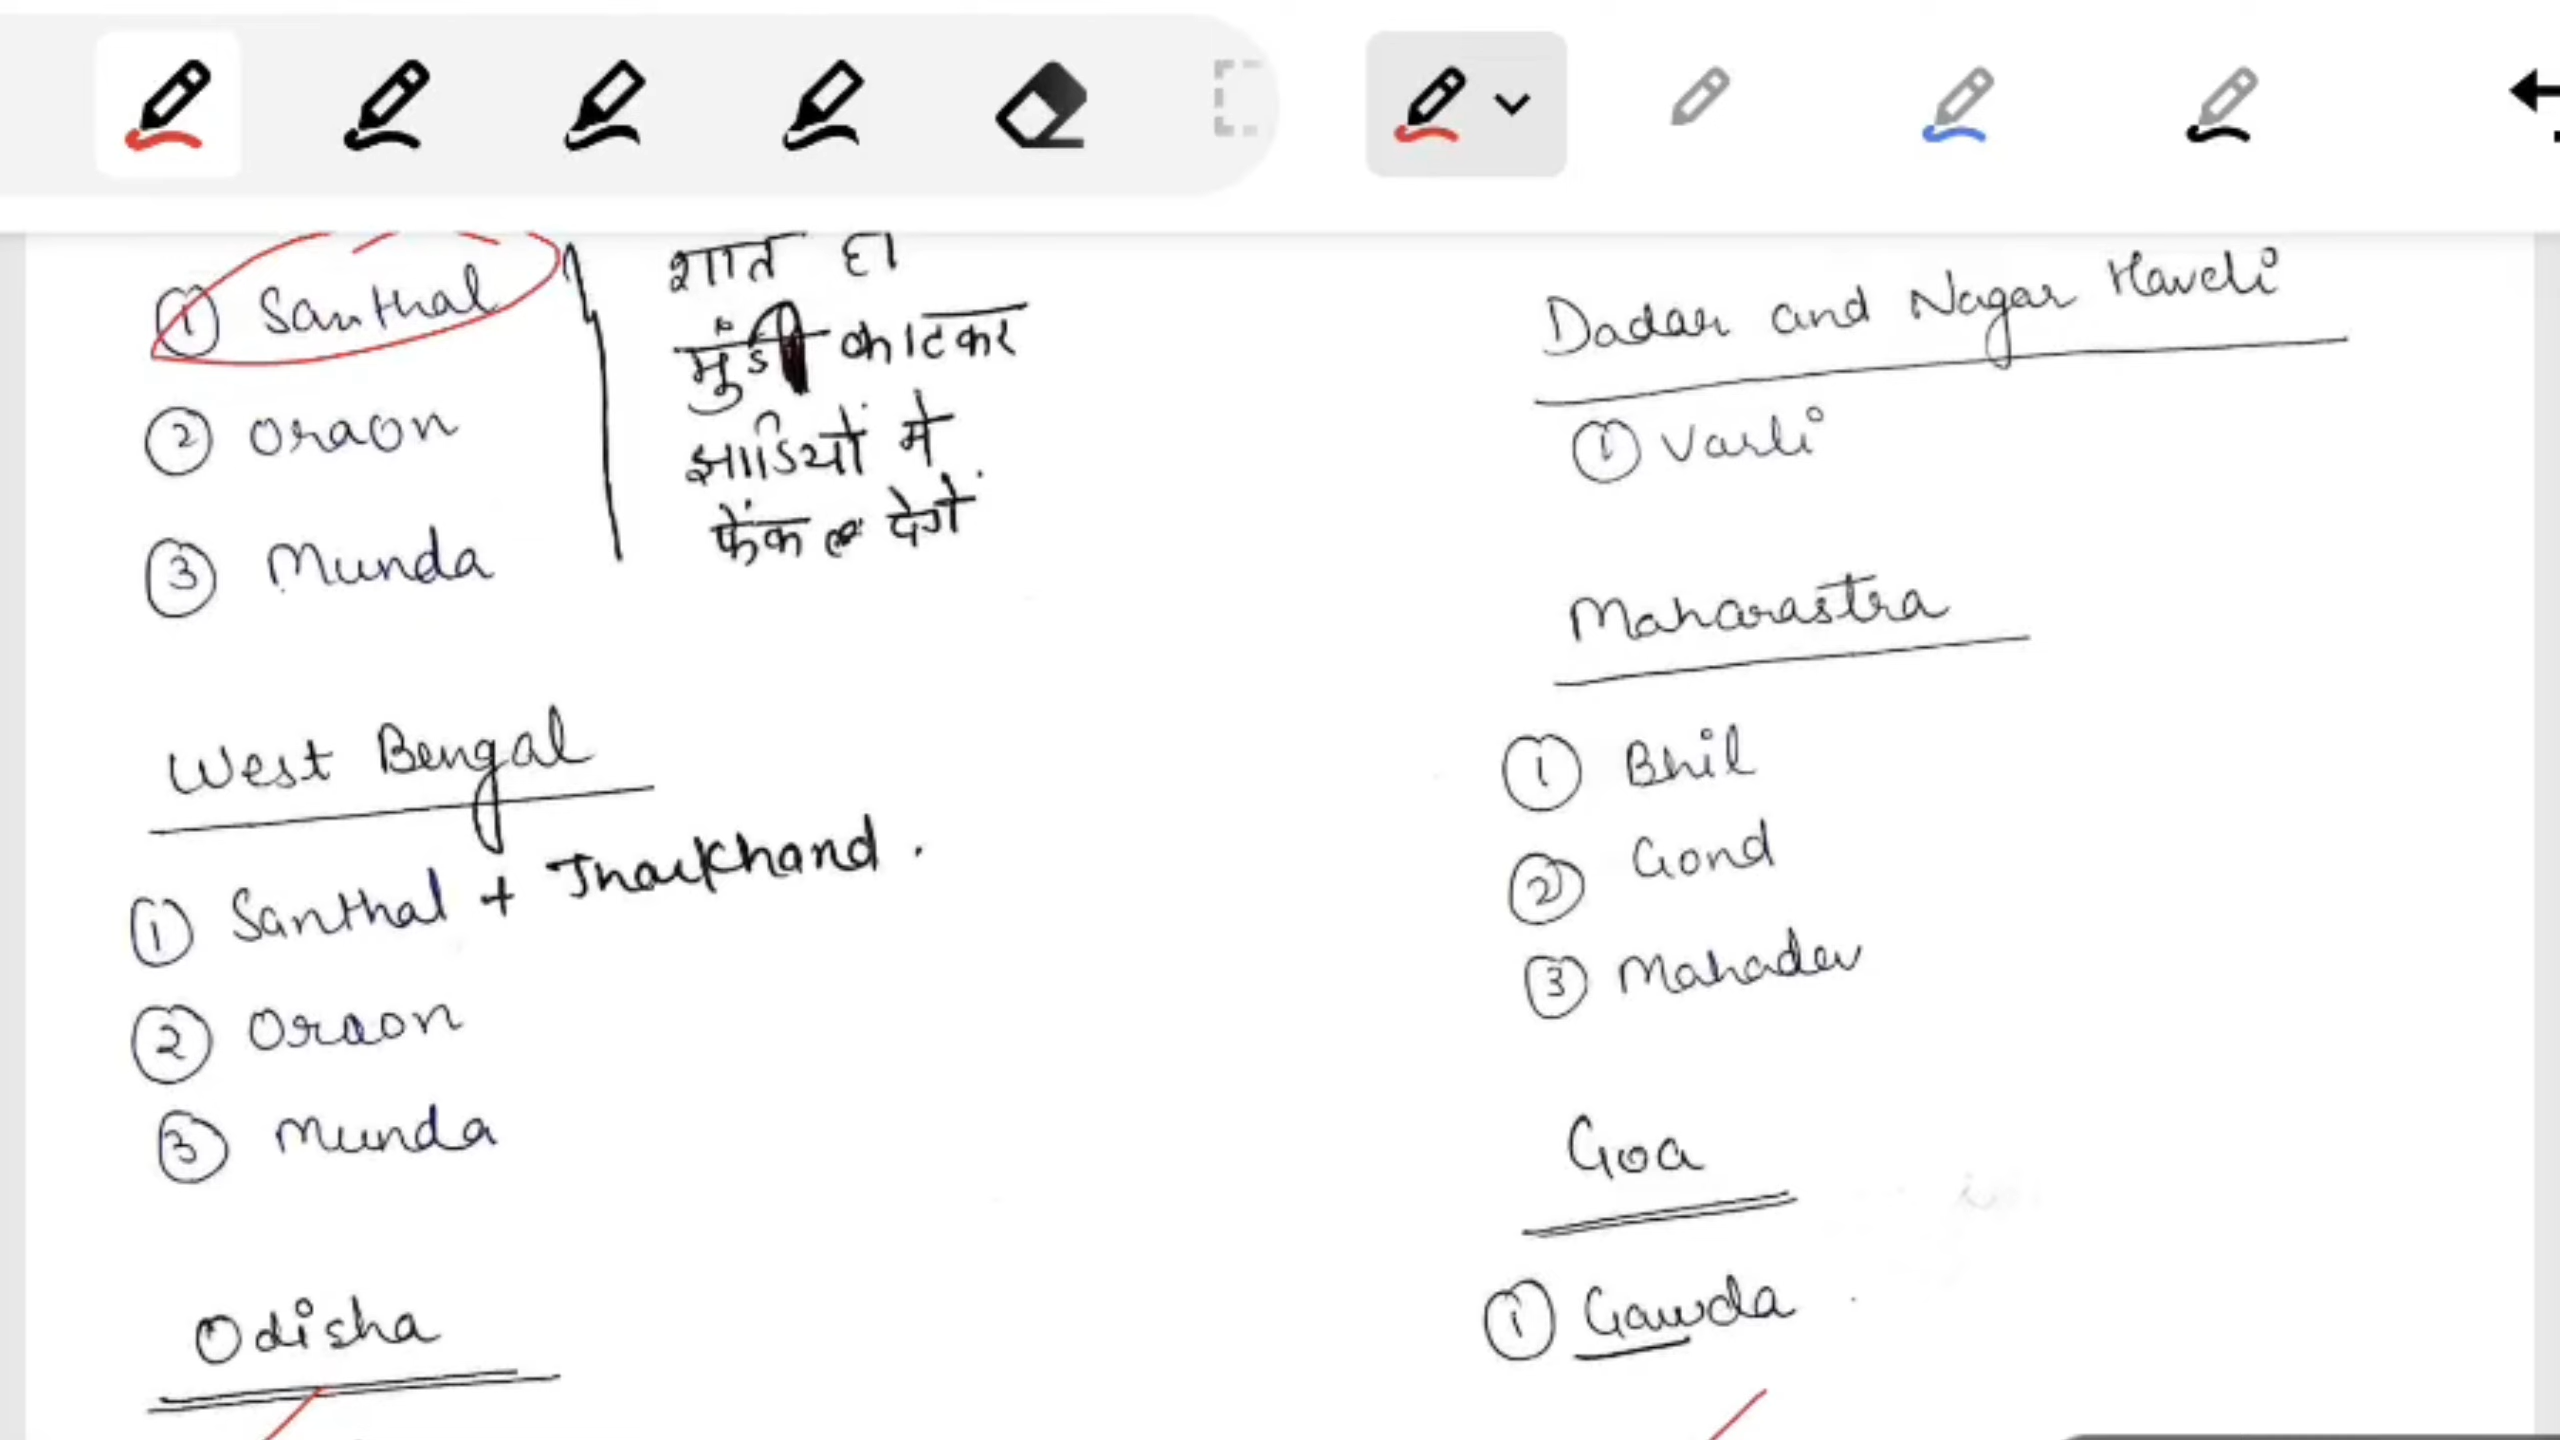 ① Santhal
② Oraon
③ Munda
शांत हो
मुंडी काटकर
झाडियों में
फेंक देगें
West Bengal
① Santhal + Jharkhand.
② Oraon
③ Munda
Odisha
Dadar and Nagar Haveli
① Varli
Maharastra
① Bhil
② Gond
③ Mahadev
Goa
① Gawda